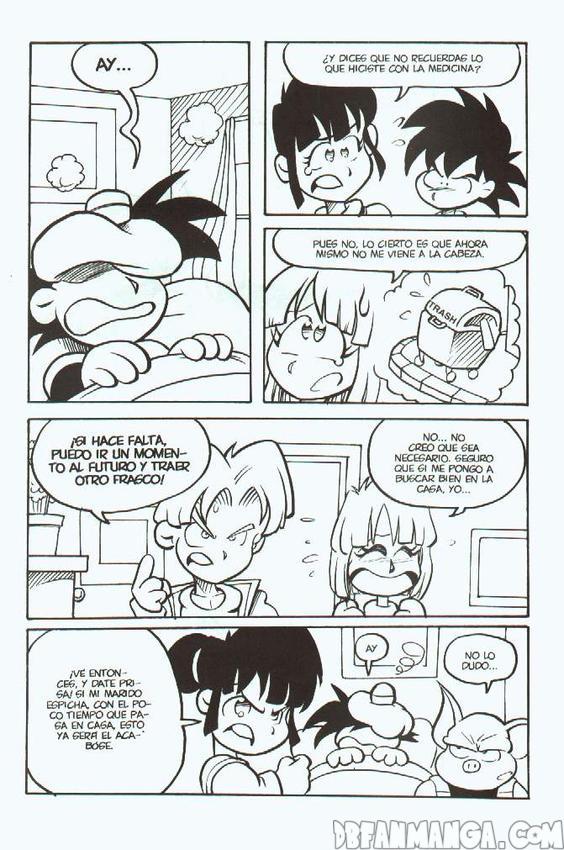 AY...
¿Y DICES QUE NO RECUERDAS LO
QUE HICISTE CON LA MEDICINA?
PUES NO, LO CIERTO ES QUE AHORA
MISMO NO ME VIENE A LA CABEZA.
TRASH
¡SI HACE FALTA,
PUEDO IR UN MOMEN-
TO AL FUTURO Y TRAER
OTRO FRASCO!
NO... NO
CREO QUE SEA
NECESARIO. SEGURO
QUE SI ME PONGO A
BUSCAR BIEN EN LA
CASA, YO...
¡VE ENTON-
CES, Y DATE PRI-
SA! SI MI MARIDO
ESPICHA, CON EL PO-
CO TIEMPO QUE PA-
SA EN CASA, ESTO
YA SERÁ EL ACA-
BOSE.
AY
NO LO
DUDO...
DBFANMANGA.COM